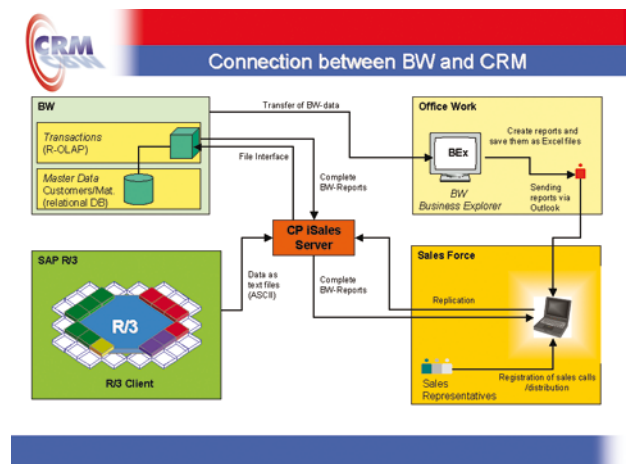 CRM
CBW
Connection between BW and CRM
BW
Transactions
(R-OLAP)
Master Data
Customers/Mat.
(relational DB)
Transfer of BW-data
File Interface
Complete
BW-Reports
Office Work
BEx
BW
Business Explorer
Create reports and
save them as Excel files
Sending
reports via
Outlook
CP iSales
Server
SAP R/3
R/3
R/3 Client
Data as
text files
(ASCII)
Complete
BW-Reports
Sales Force
Replication
Sales
Representatives
Registration of sales calls
/distribution